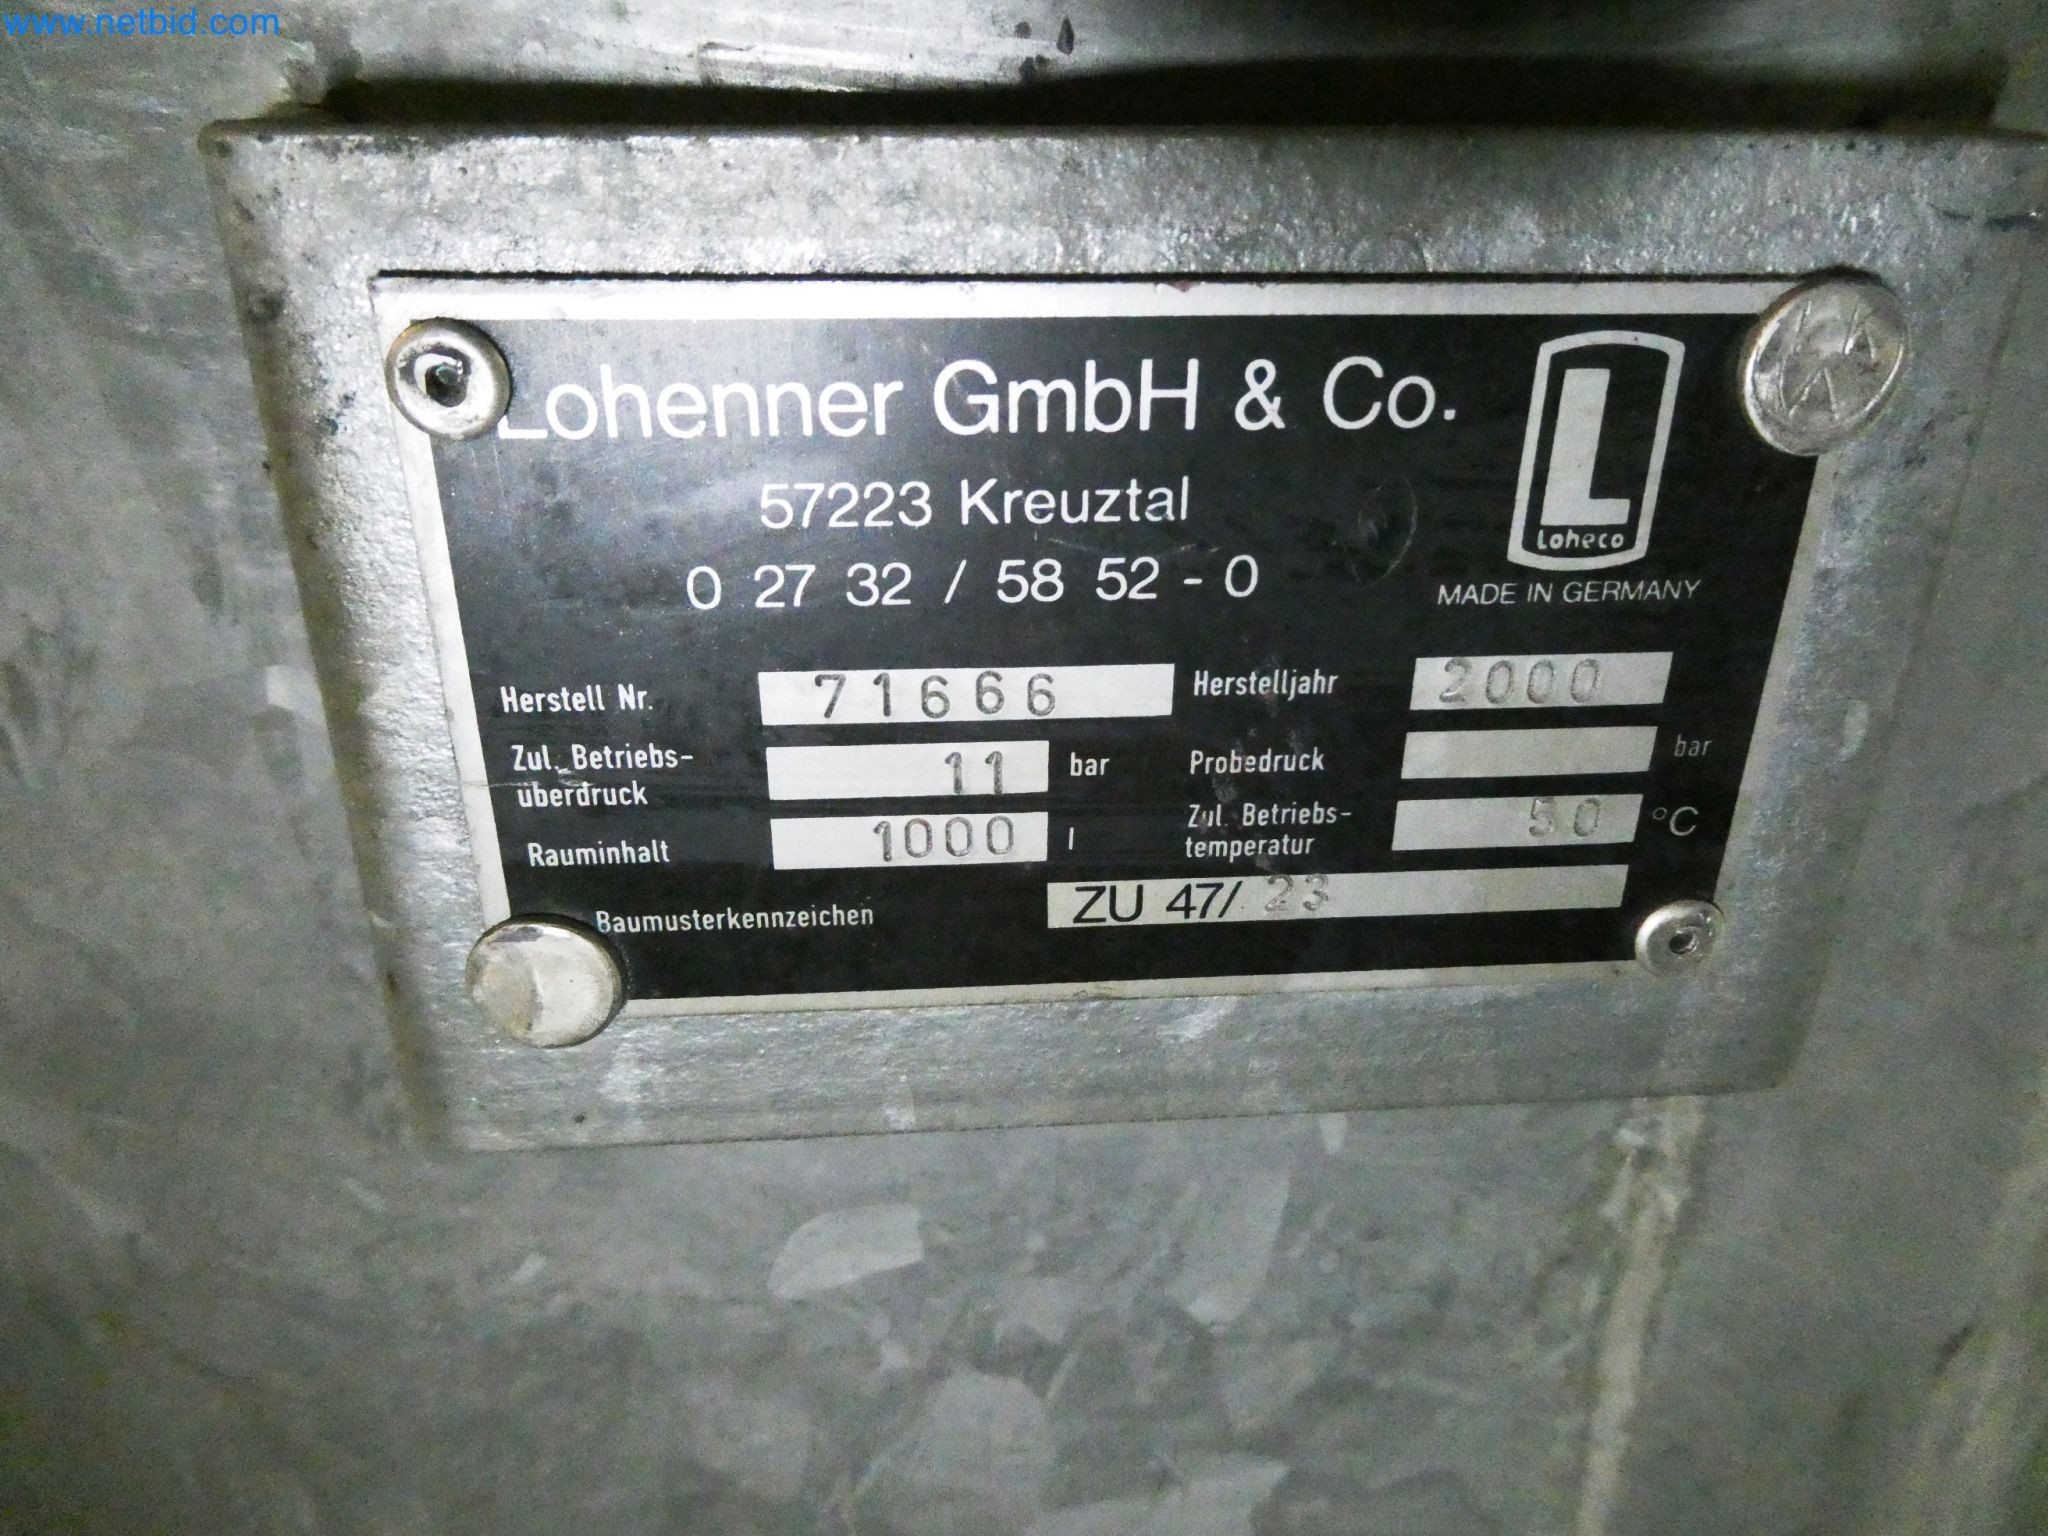 www.netbid.com
Lohenner GmbH & Co.
57223 Kreuztal
0 27 32 / 58 52 - 0
L
Loheco
MADE IN GERMANY
Herstell Nr. 71666 Herstelljahr 2000
Zul. Betriebs-
überdruck 11 bar Probedruck bar
Rauminhalt 1000 l Zul. Betriebs-
temperatur 50 °C
Baumusterkennzeichen ZU 47/ 23